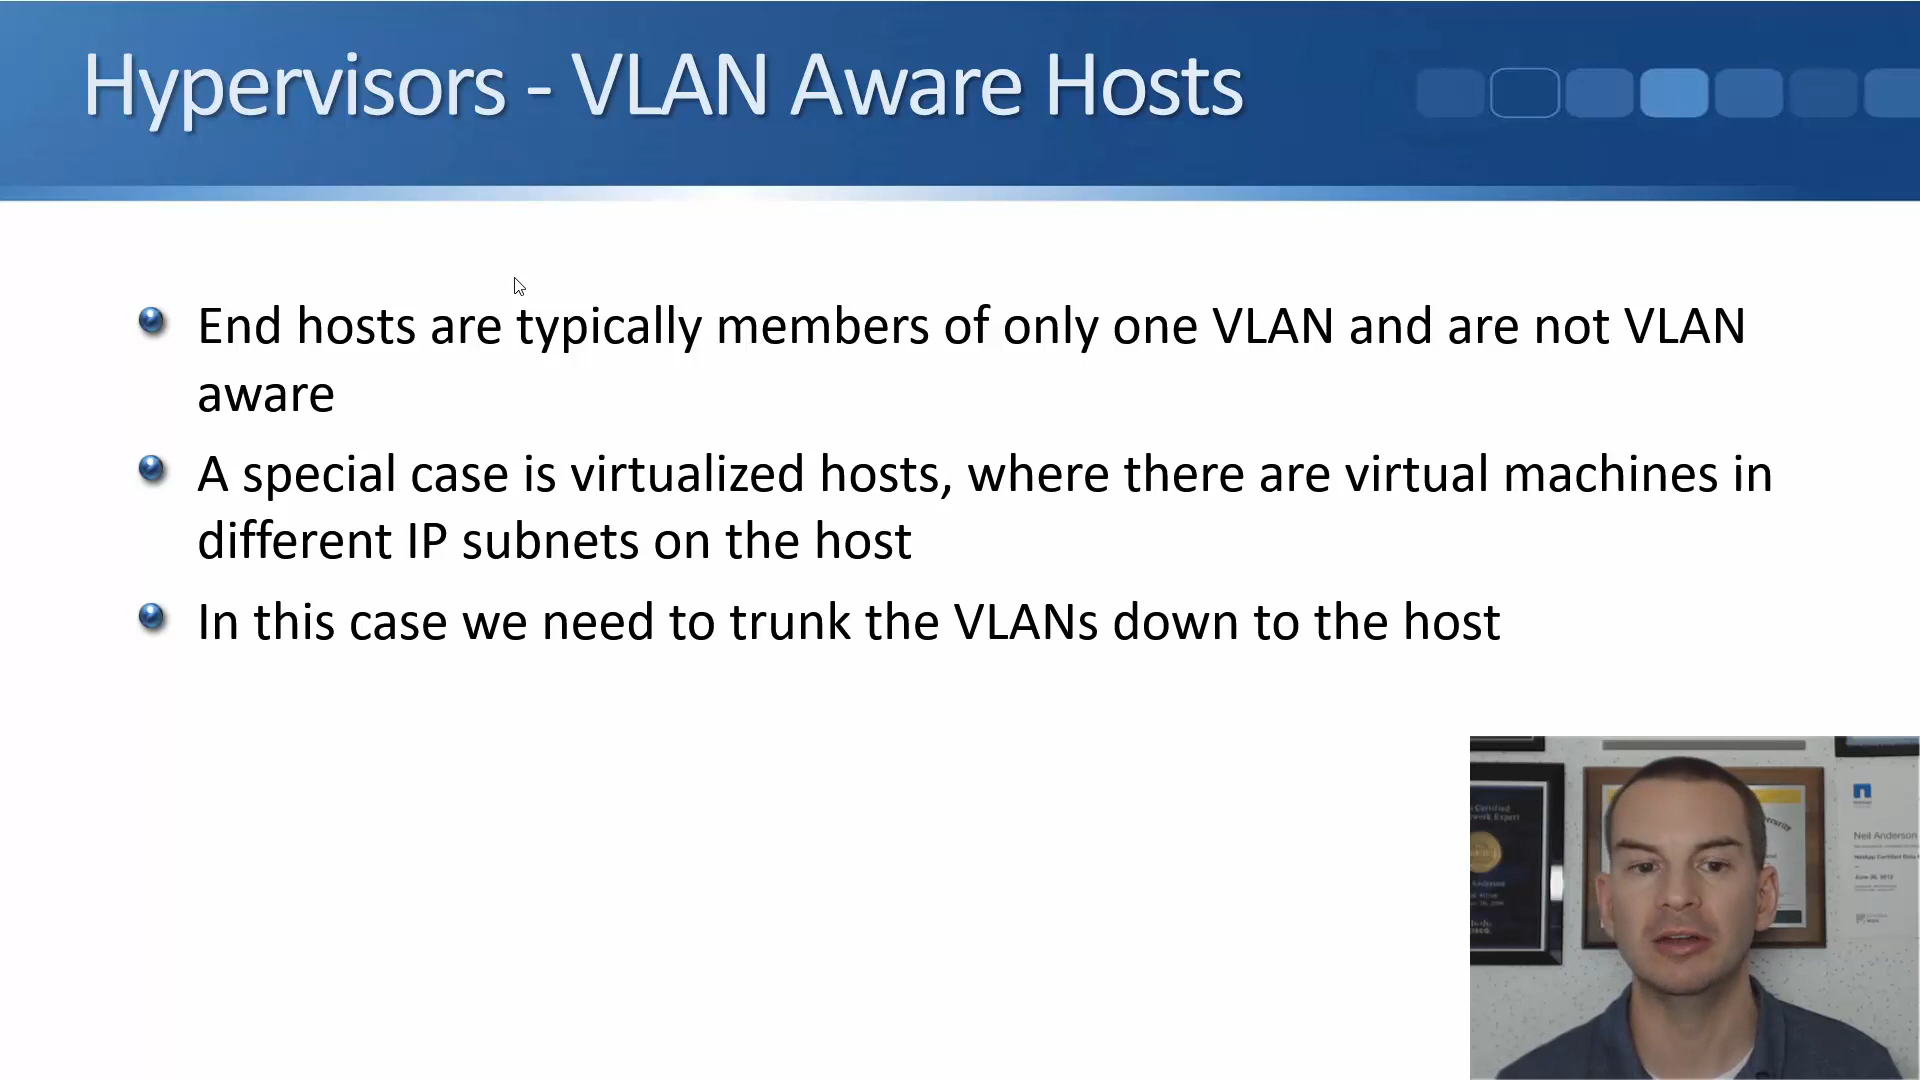 Hypervisors - VLAN Aware Hosts
End hosts are typically members of only one VLAN and are not VLAN
aware
A special case is virtualized hosts, where there are virtual machines in
different IP subnets on the host
In this case we need to trunk the VLANs down to the host
Neil Anderson